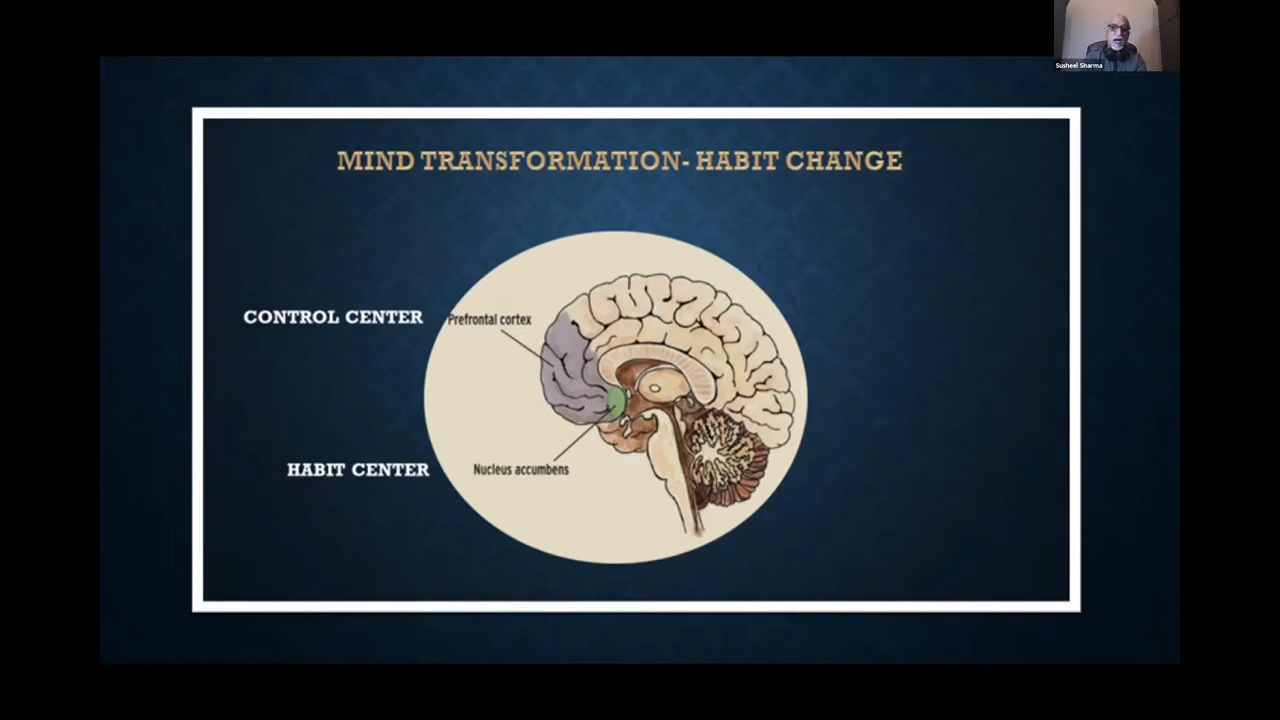 Susheel Sharma
MIND TRANSFORMATION- HABIT CHANGE
CONTROL CENTER
Prefrontal cortex
HABIT CENTER
Nucleus accumbens